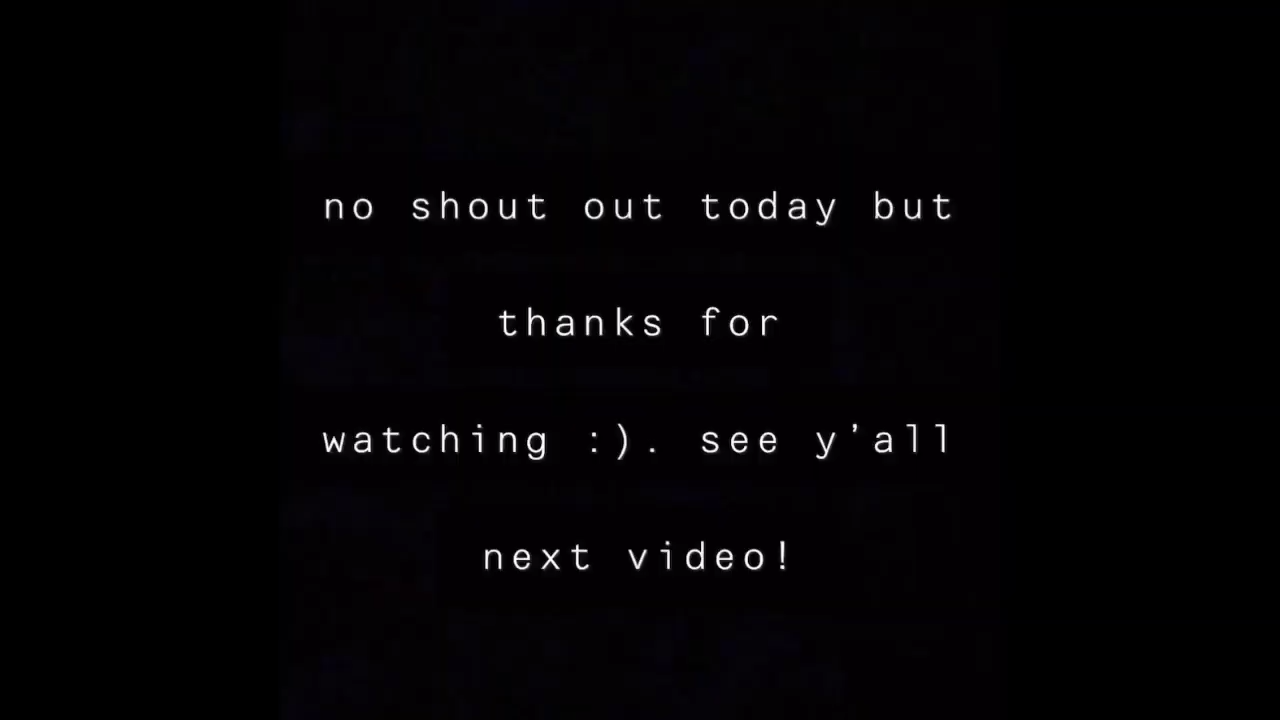 no shout out today but
thanks for
watching :). see y’all
next video!